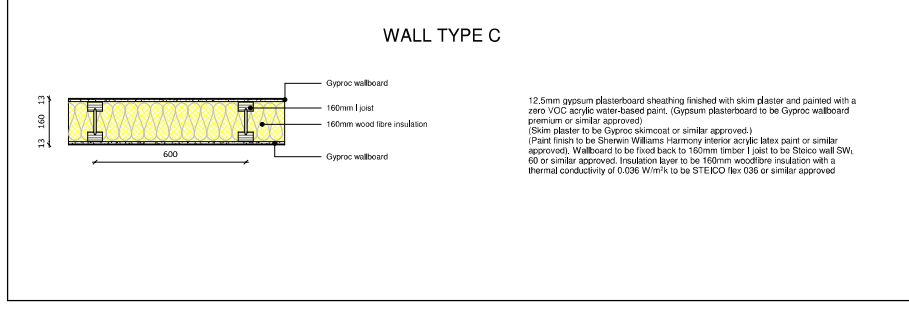 WALL TYPE C
Gyproc wallboard
160mm I joist
160mm wood fibre insulation
Gyproc wallboard
13
160
13
600
12.5mm gypsum plasterboard sheathing finished with skim plaster and painted with a
zero VOC acrylic water-based paint. (Gypsum plasterboard to be Gyproc wallboard
premium or similar approved)
(Skim plaster to be Gyproc skimcoat or similar approved.)
(Paint finish to be Sherwin Williams Harmony interior acrylic latex paint or similar
approved). Wallboard to be fixed back to 160mm timber I joist to be Steico wall SWL
60 or similar approved. Insulation layer to be 160mm woodfibre insulation with a
thermal conductivity of 0.036 W/m²k to be STEICO flex 036 or similar approved